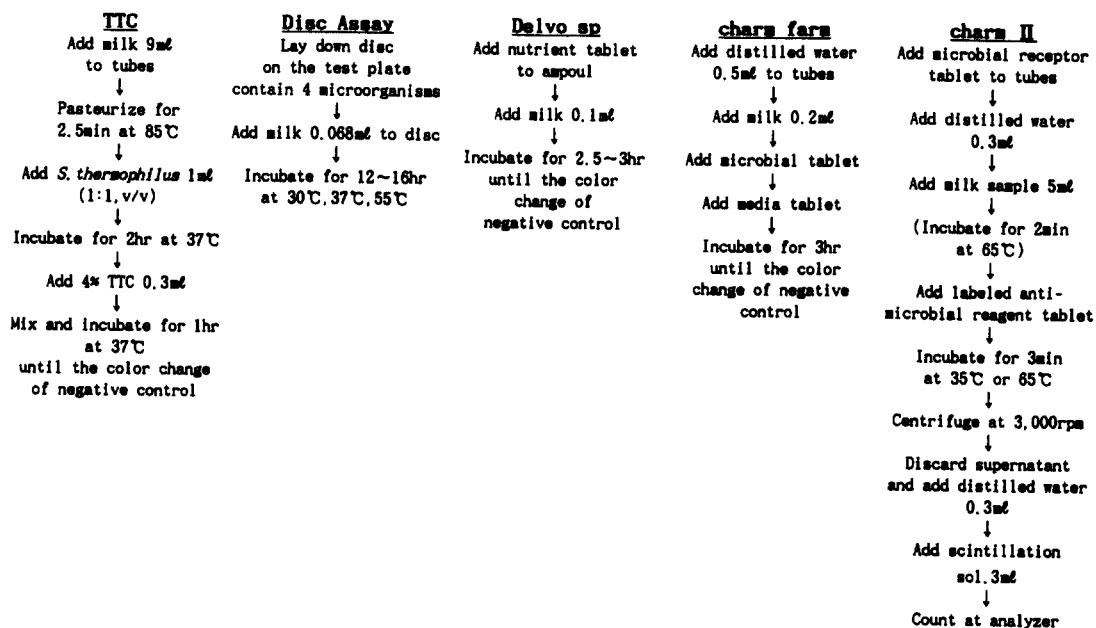 TTC
Add milk 9㎖
to tubes
↓
Pasteurize for
2.5min at 85℃
↓
Add S. thermophilus 1㎖
(1:1, v/v)
↓
Incubate for 2hr at 37℃
↓
Add 4% TTC 0.3㎖
↓
Mix and incubate for 1hr
at 37℃
until the color change
of negative control
Disc Assay
Lay down disc
on the test plate
contain 4 microorganisms
↓
Add milk 0.068㎖ to disc
↓
Incubate for 12~16hr
at 30℃, 37℃, 55℃
Delvo sp
Add nutrient tablet
to ampoul
↓
Add milk 0.1㎖
↓
Incubate for 2.5~3hr
until the color
change of
negative control
charm farm
Add distilled water
0.5㎖ to tubes
↓
Add milk 0.2㎖
↓
Add microbial tablet
↓
Add media tablet
↓
Incubate for 3hr
until the color
change of negative
control
charm Ⅱ
Add microbial receptor
tablet to tubes
↓
Add distilled water
0.3㎖
↓
Add milk sample 5㎖
↓
(Incubate for 2min
at 65℃)
↓
Add labeled anti-
microbial reagent tablet
↓
Incubate for 3min
at 35℃ or 65℃
↓
Centrifuge at 3,000rpm
↓
Discard supernatant
and add distilled water
0.3㎖
↓
Add scintillation
sol.3㎖
↓
Count at analyzer